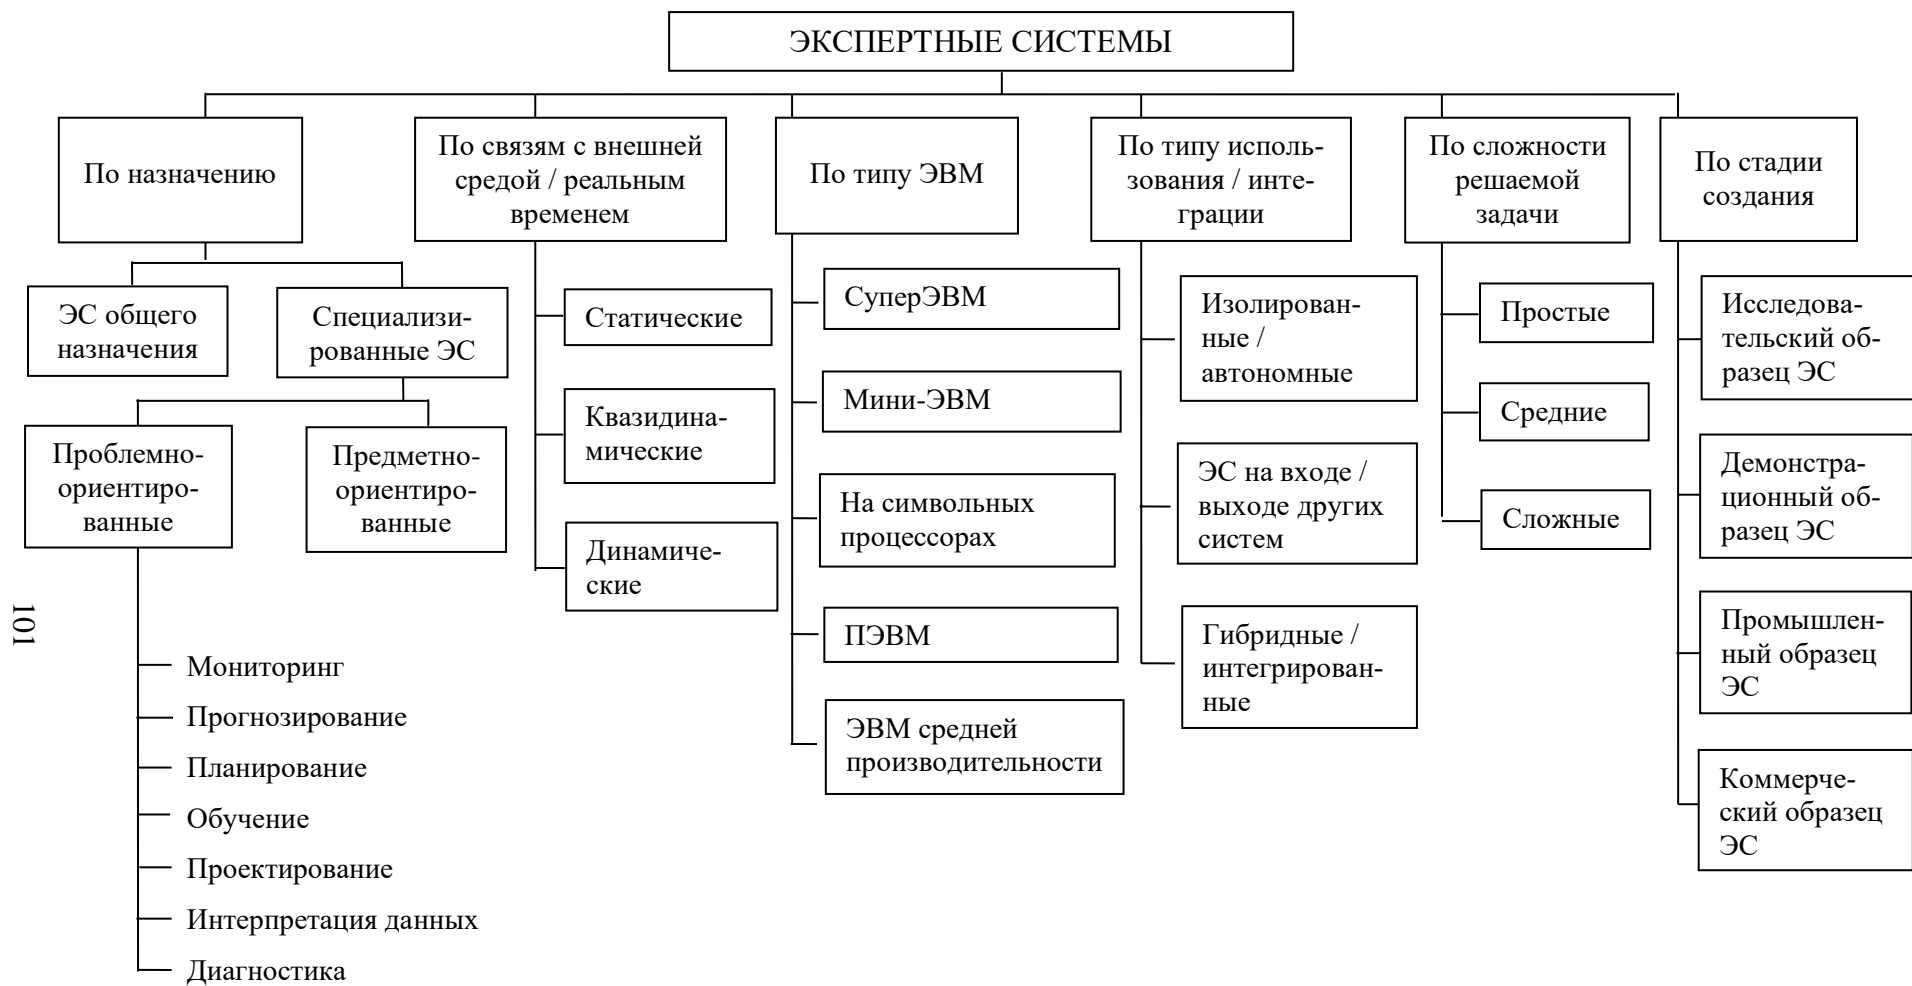 ЭКСПЕРТНЫЕ СИСТЕМЫ
По назначению
ЭС общего
назначения
Специализи-
рованные ЭС
Проблемно-
ориентиро-
ванные
Предметно-
ориентиро-
ванные
Мониторинг
Прогнозирование
Планирование
Обучение
Проектирование
Интерпретация данных
Диагностика
По связям с внешней
средой / реальным
временем
Статические
Квазидина-
мические
Динамиче-
ские
По типу ЭВМ
СуперЭВМ
Мини-ЭВМ
На символьных
процессорах
ПЭВМ
ЭВМ средней
производительности
По типу исполь-
зования / инте-
грации
Изолирован-
ные /
автономные
ЭС на входе /
выходе других
систем
Гибридные /
интегрирован-
ные
По сложности
решаемой
задачи
Простые
Средние
Сложные
По стадии
создания
Исследова-
тельский об-
разец ЭС
Демонстра-
ционный об-
разец ЭС
Промышлен-
ный образец
ЭС
Коммерче-
ский образец
ЭС
101